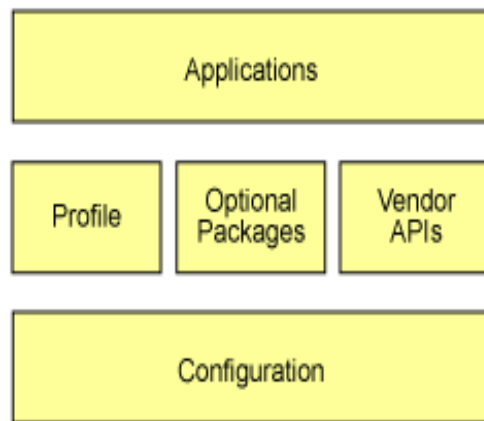 Applications
Profile
Optional
Packages
Vendor
APIs
Configuration